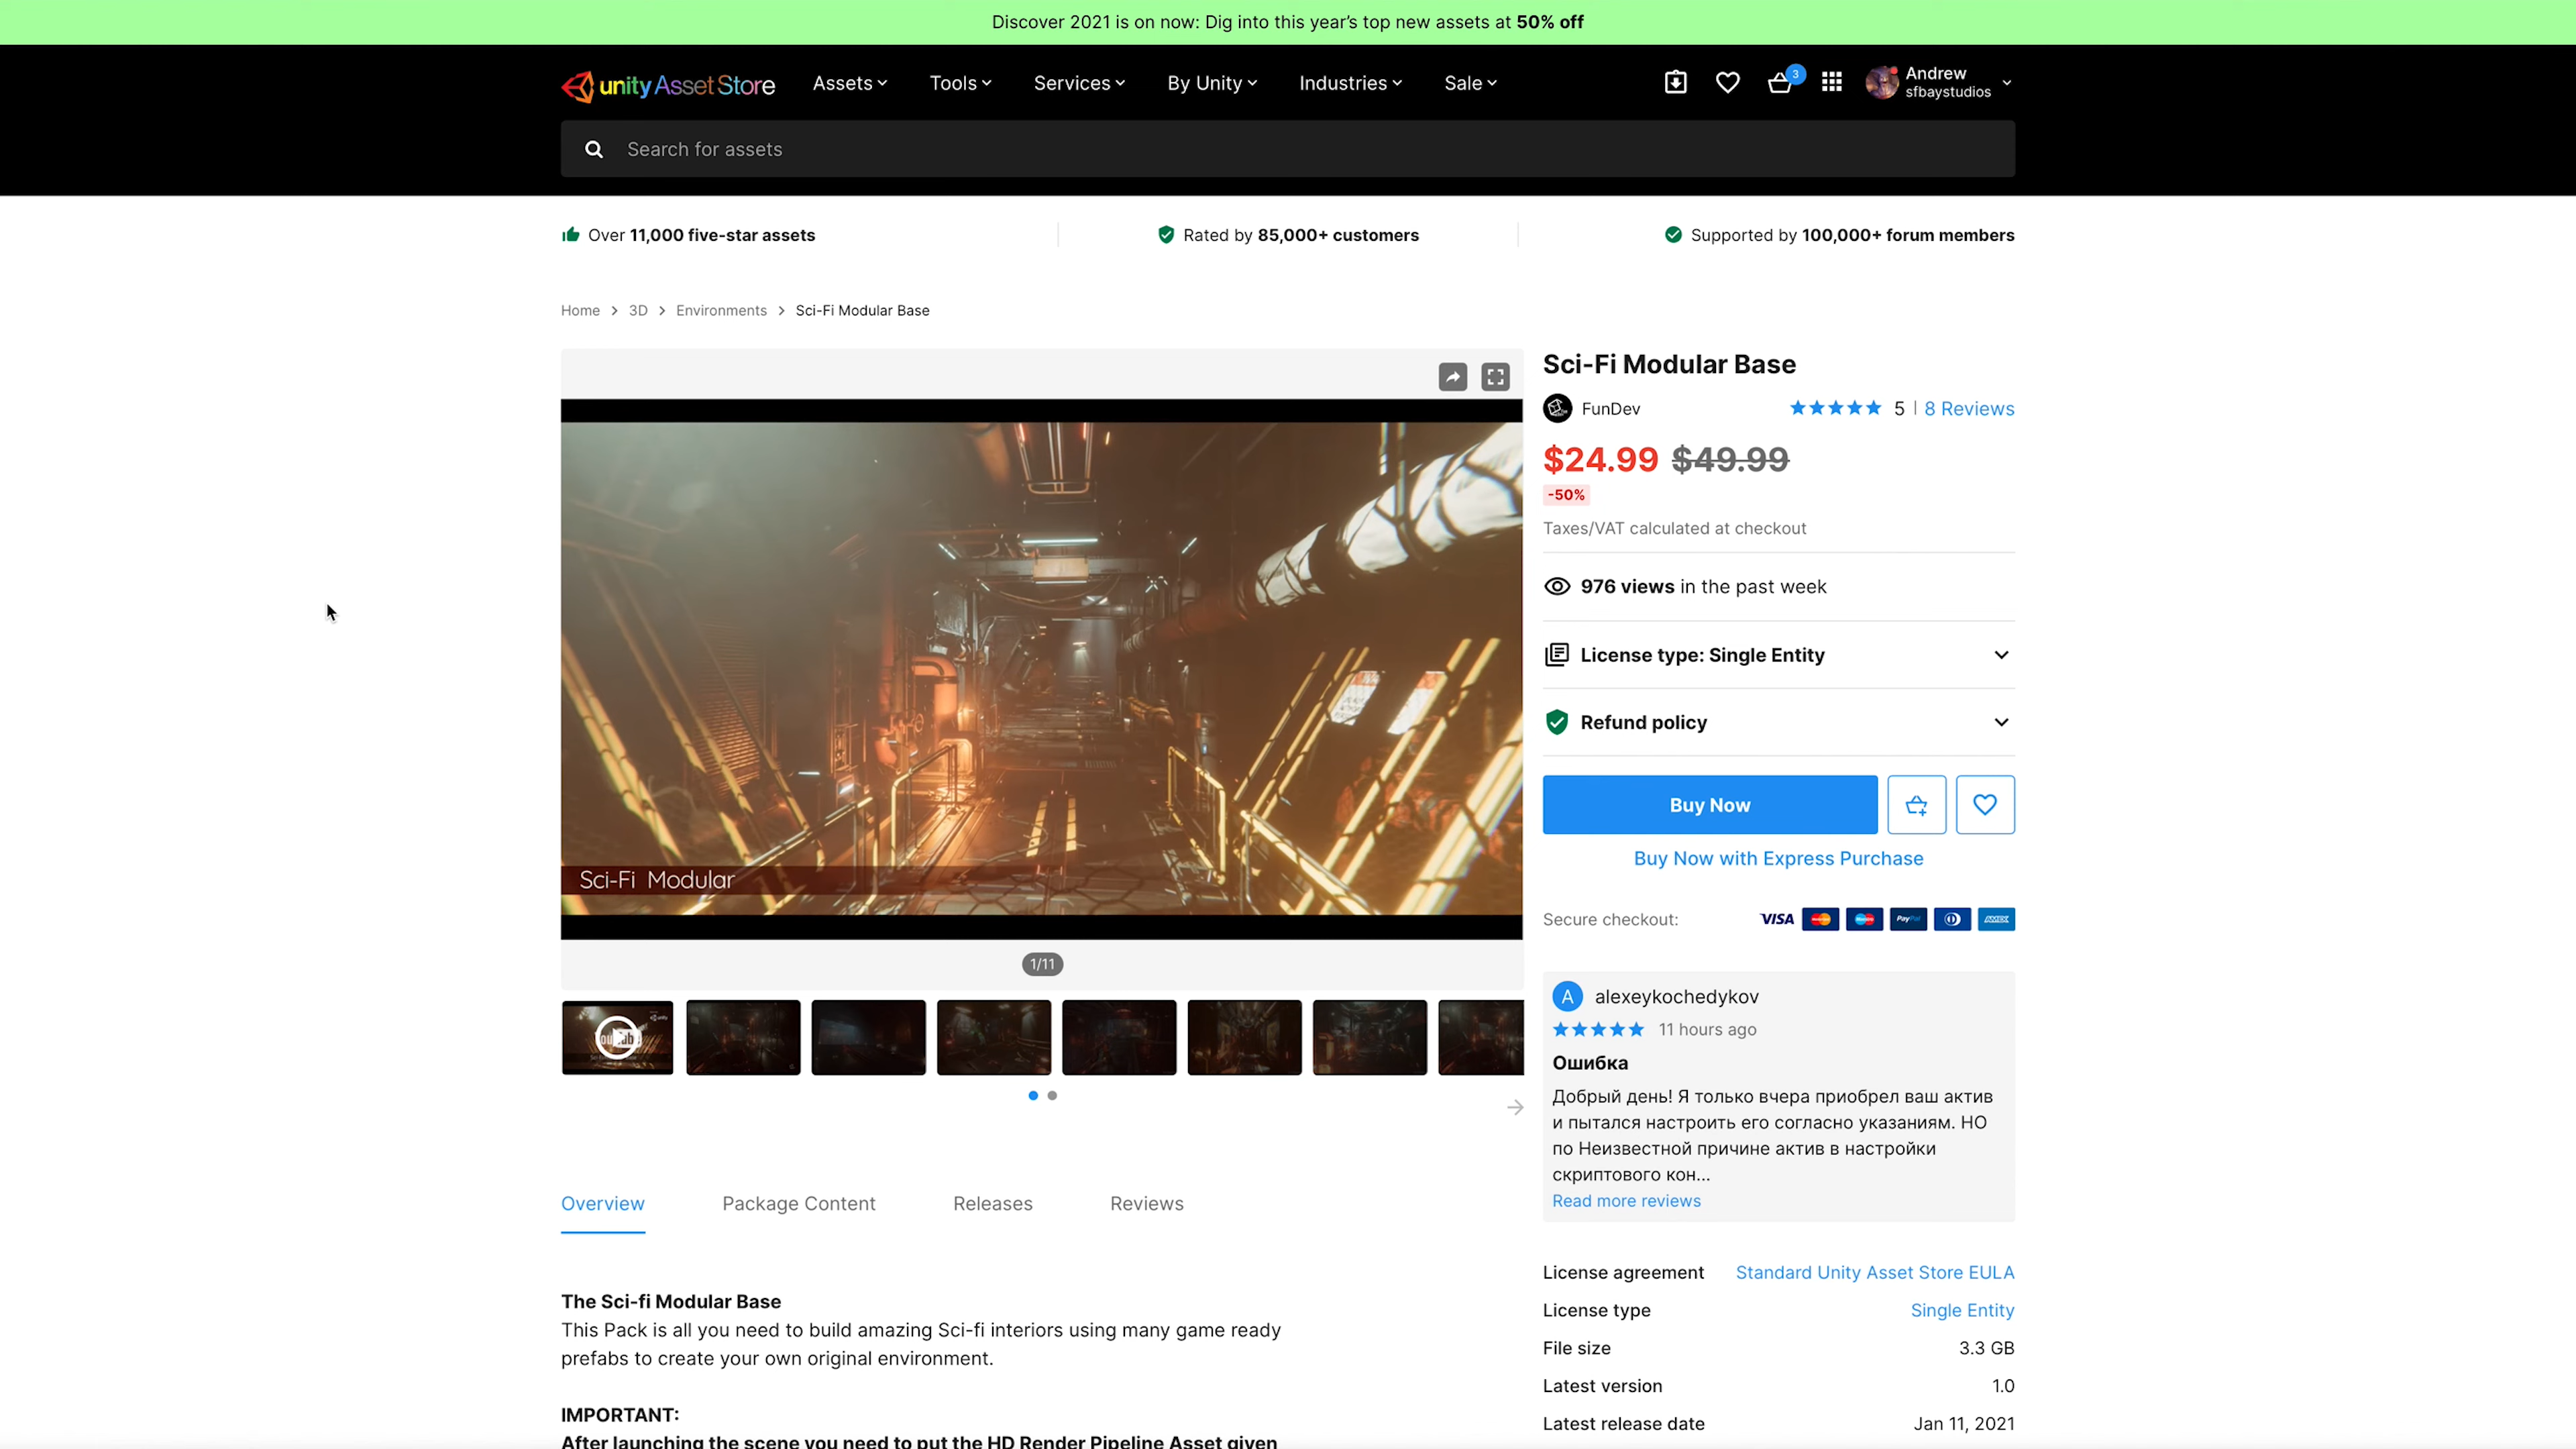 Discover 2021 is on now: Dig into this year's top new assets at 50% off
unity Asset Store
Assets
Tools
Services
By Unity
Industries
Sale
3
Andrew
sfbaystudios
Search for assets
Over 11,000 five-star assets
Rated by 85,000+ customers
Supported by 100,000+ forum members
Home > 3D > Environments > Sci-Fi Modular Base
Sci-Fi Modular
1/11
Sci-Fi Modular Base
FunDev
5 | 8 Reviews
$24.99 $49.99
-50%
Taxes/VAT calculated at checkout
976 views in the past week
License type: Single Entity
Refund policy
Buy Now
Buy Now with Express Purchase
Secure checkout:
VISA
PayPal
AMEX
A
alexeykochedykov
11 hours ago
Ошибка
Добрый день! Я только вчера приобрел ваш актив
и пытался настроить его согласно указаниям. НО
по Неизвестной причине актив в настройки
скриптового кон...
Read more reviews
Overview
Package Content
Releases
Reviews
The Sci-fi Modular Base
This Pack is all you need to build amazing Sci-fi interiors using many game ready
prefabs to create your own original environment.
IMPORTANT:
After launching the scene you need to put the HD Render Pipeline Asset given
License agreement
Standard Unity Asset Store EULA
License type
Single Entity
File size
3.3 GB
Latest version
1.0
Latest release date
Jan 11, 2021